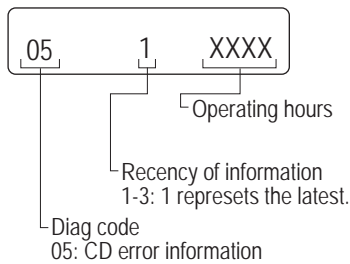 05 1 XXXX
Operating hours
Recency of information
1-3: 1 represets the latest.
Diag code
05: CD error information